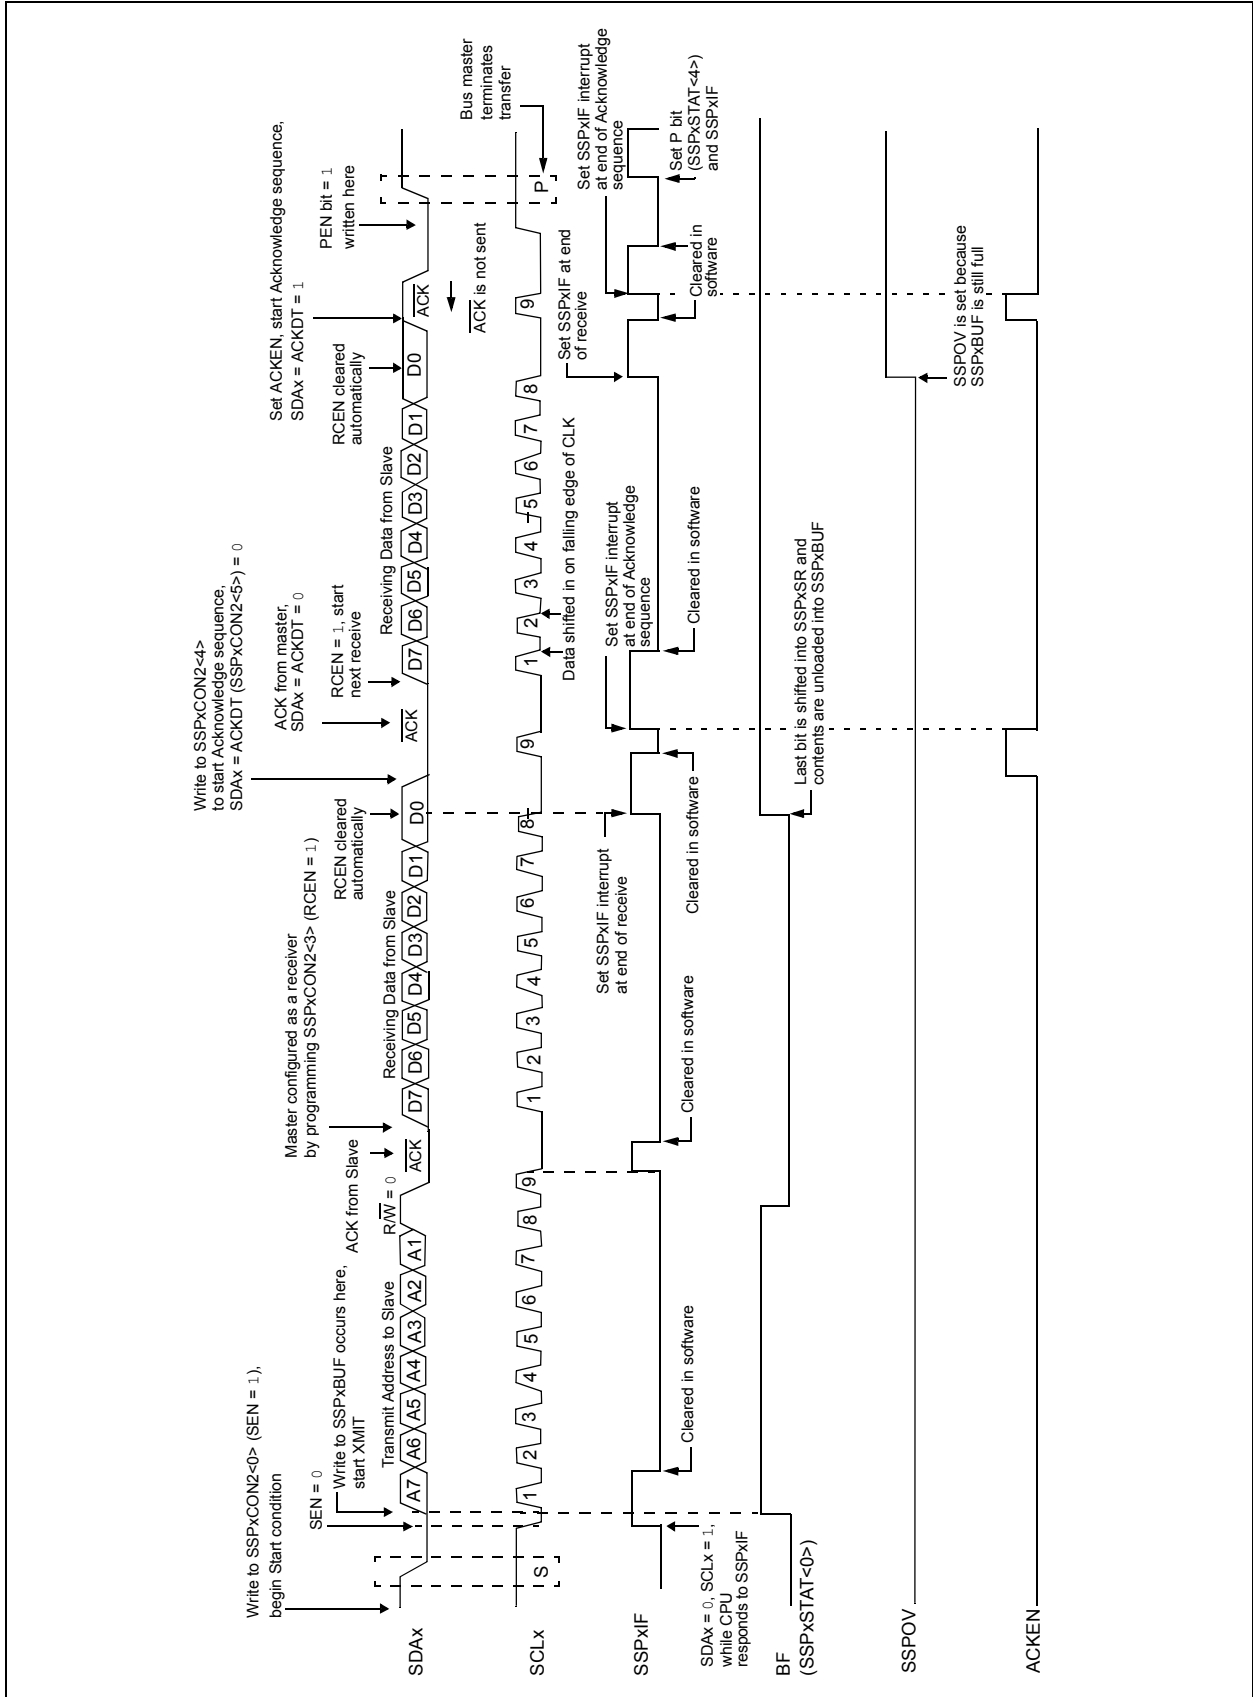 Write to SSPxCON2<0> (SEN = 1),
begin Start condition
SEN = 0
Write to SSPxBUF occurs here,
start XMIT
ACK from Slave
Master configured as a receiver
by programming SSPxCON2<3> (RCEN = 1)
RCEN cleared
automatically
Write to SSPxCON2<4>
to start Acknowledge sequence,
SDAx = ACKDT (SSPxCON2<5>) = 0
ACK from master,
SDAx = ACKDT = 0
RCEN = 1, start
next receive
RCEN cleared
automatically
Set ACKEN, start Acknowledge sequence,
SDAx = ACKDT = 1
PEN bit = 1
written here
SDAx
Transmit Address to Slave
A7 A6 A5 A4 A3 A2 A1
R/W = 0
ACK
Receiving Data from Slave
D7 D6 D5 D4 D3 D2 D1 D0
ACK
Receiving Data from Slave
D7 D6 D5 D4 D3 D2 D1 D0
ACK
ACK is not sent
Bus master
terminates
transfer
SCLx
S
1 2 3 4 5 6 7 8 9
1 2 3 4 5 6 7 8 9
1 2 3 4 5 6 7 8 9
P
Data shifted in on falling edge of CLK
Set SSPxIF interrupt
at end of receive
Set SSPxIF interrupt
at end of Acknowledge
sequence
Set SSPxIF at end
of receive
Set SSPxIF interrupt
at end of Acknowledge
sequence
SSPxIF
SDAx = 0, SCLx = 1,
while CPU
responds to SSPxIF
Cleared in software
Cleared in software
Cleared in software
Cleared in software
Cleared in
software
Set P bit
(SSPxSTAT<4>)
and SSPxIF
BF
(SSPxSTAT<0>)
Last bit is shifted into SSPxSR and
contents are unloaded into SSPxBUF
SSPOV
SSPOV is set because
SSPxBUF is still full
ACKEN